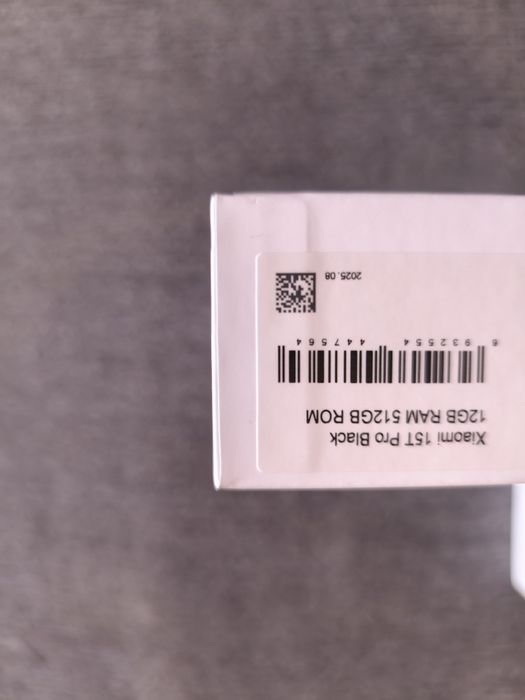 Xiaomi 15T Pro Black
12GB RAM 512GB ROM
6 932554 447564
2025.08